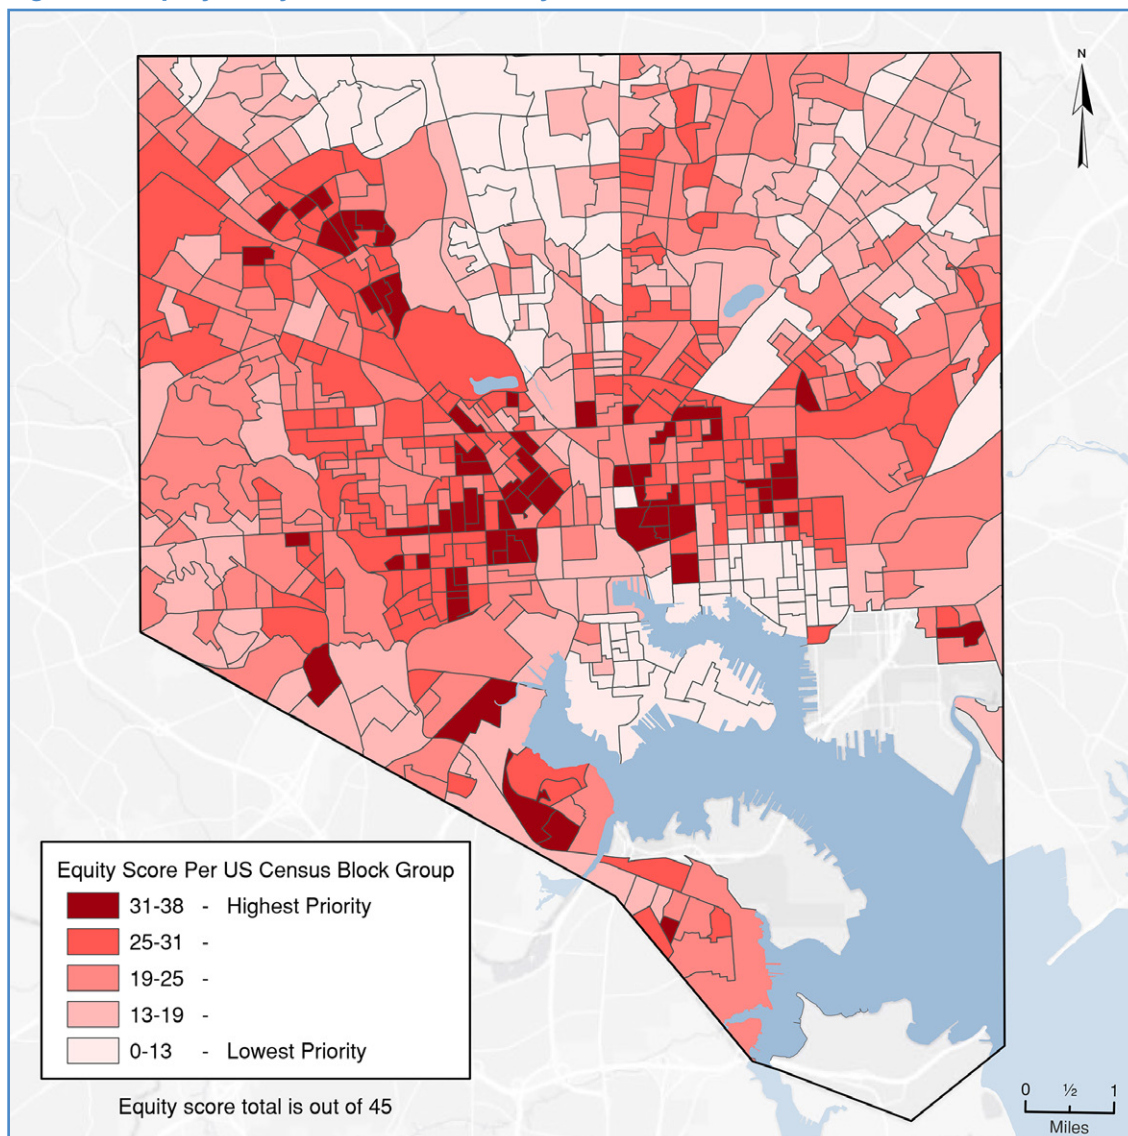 N
Equity Score Per US Census Block Group
31-38 - Highest Priority
25-31 -
19-25 -
13-19 -
0-13 - Lowest Priority
Equity score total is out of 45
0 ½ 1
Miles